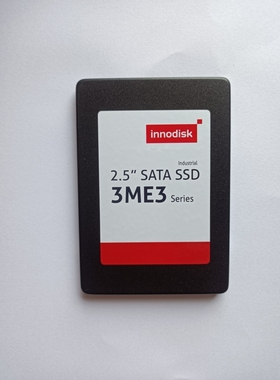 innodisk
Industrial
2.5" SATA SSD
3ME3 Series